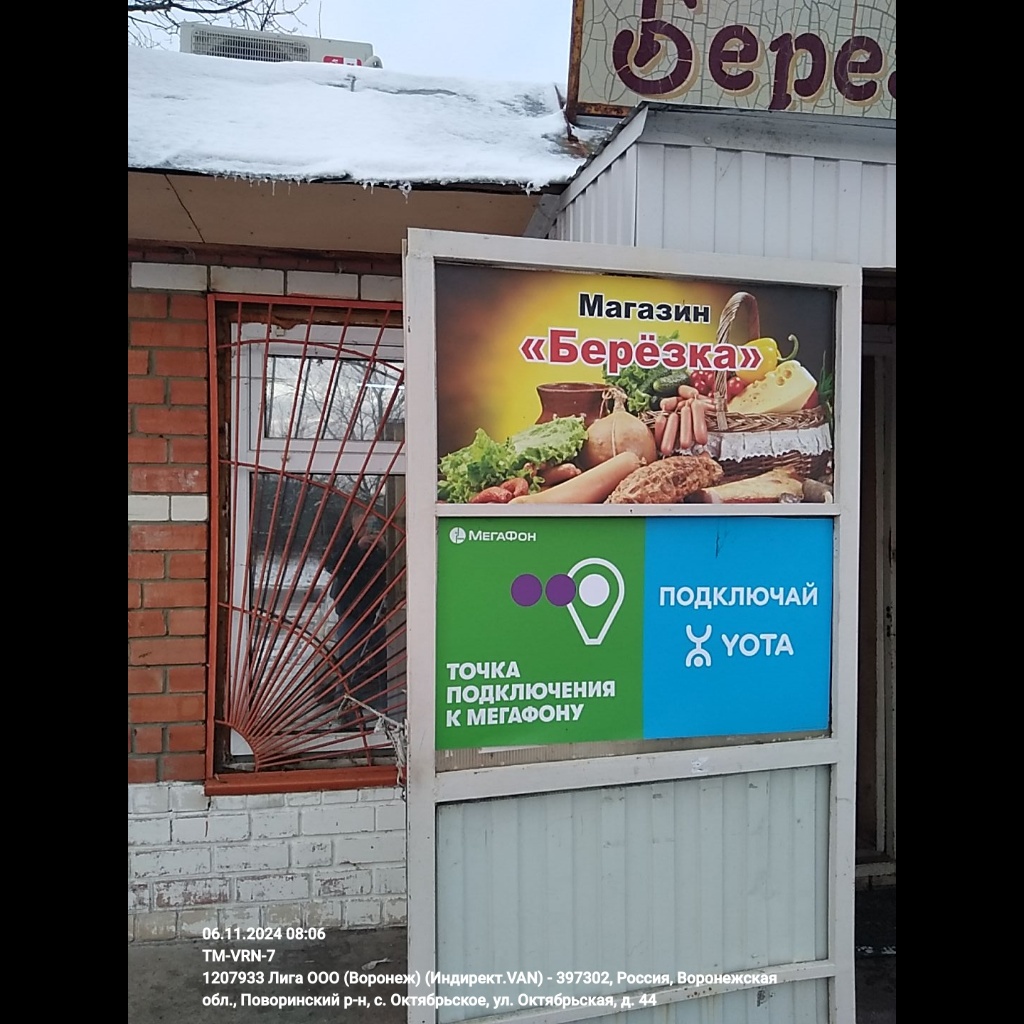 Берез
Магазин
«Берёзка»
МЕГАФОН
ТОЧКА
ПОДКЛЮЧЕНИЯ
К МЕГАФОНУ
ПОДКЛЮЧАЙ
YOTA
06.11.2024 08:06
TM-VRN-7
1207933 Лига ООО (Воронеж) (Индирект.VAN) - 397302, Россия, Воронежская
обл., Поворинский р-н, с. Октябрьское, ул. Октябрьская, д. 44